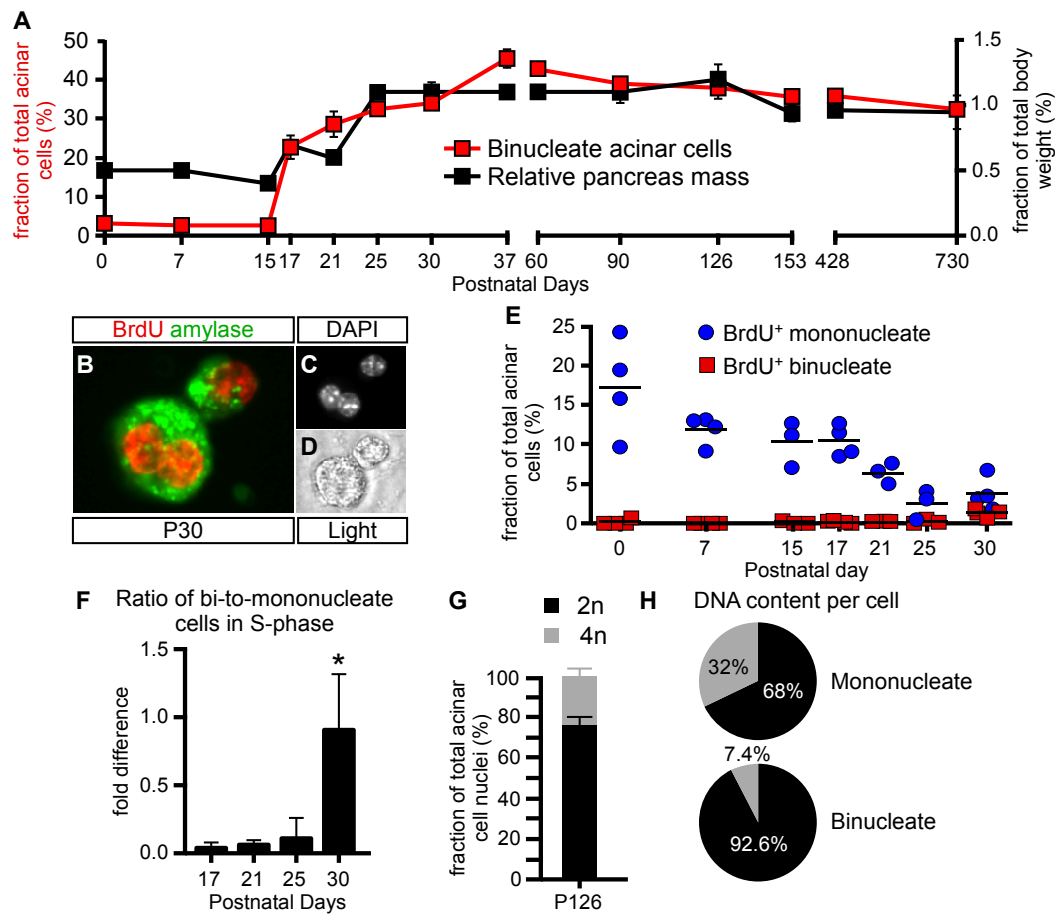 A
fraction of total acinar
cells (%)
50
40
30
20
10
0
1.5
1.0
0.5
0.0
fraction of total body
weight (%)
Binucleate acinar cells
Relative pancreas mass
0 7 15 17 21 25 30 37 60 90 126 153 428 730
Postnatal Days
BrdU amylase
DAPI
B
C
D
P30
Light
E
fraction of total acinar
cells (%)
25
20
15
10
5
0
BrdU+ mononucleate
BrdU+ binucleate
0 7 15 17 21 25 30
Postnatal day
F
Ratio of bi-to-mononucleate
cells in S-phase
fold difference
1.5
1.0
0.5
0.0
*
17 21 25 30
Postnatal Days
G
2n
4n
fraction of total acinar
cell nuclei (%)
100
80
60
40
20
0
P126
H
DNA content per cell
32%
68%
Mononucleate
7.4%
92.6%
Binucleate